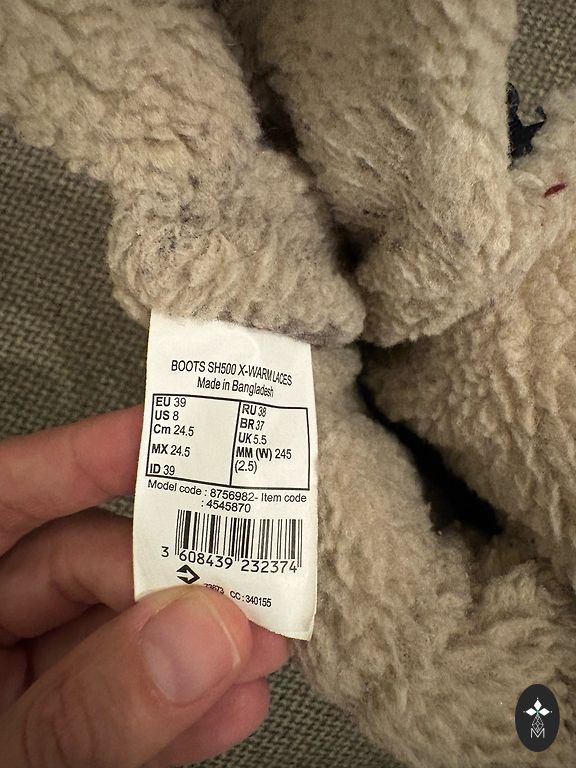 BOOTS SH500 X-WARM LACES
Made in Bangladesh
EU 39
US 8
Cm 24.5
MX 24.5
ID 39
RU 38
BR 37
UK 5.5
MM (W) 245
(2.5)
Model code : 8756982- Item code
: 4545870
3 608439 232374
CC : 340155
M